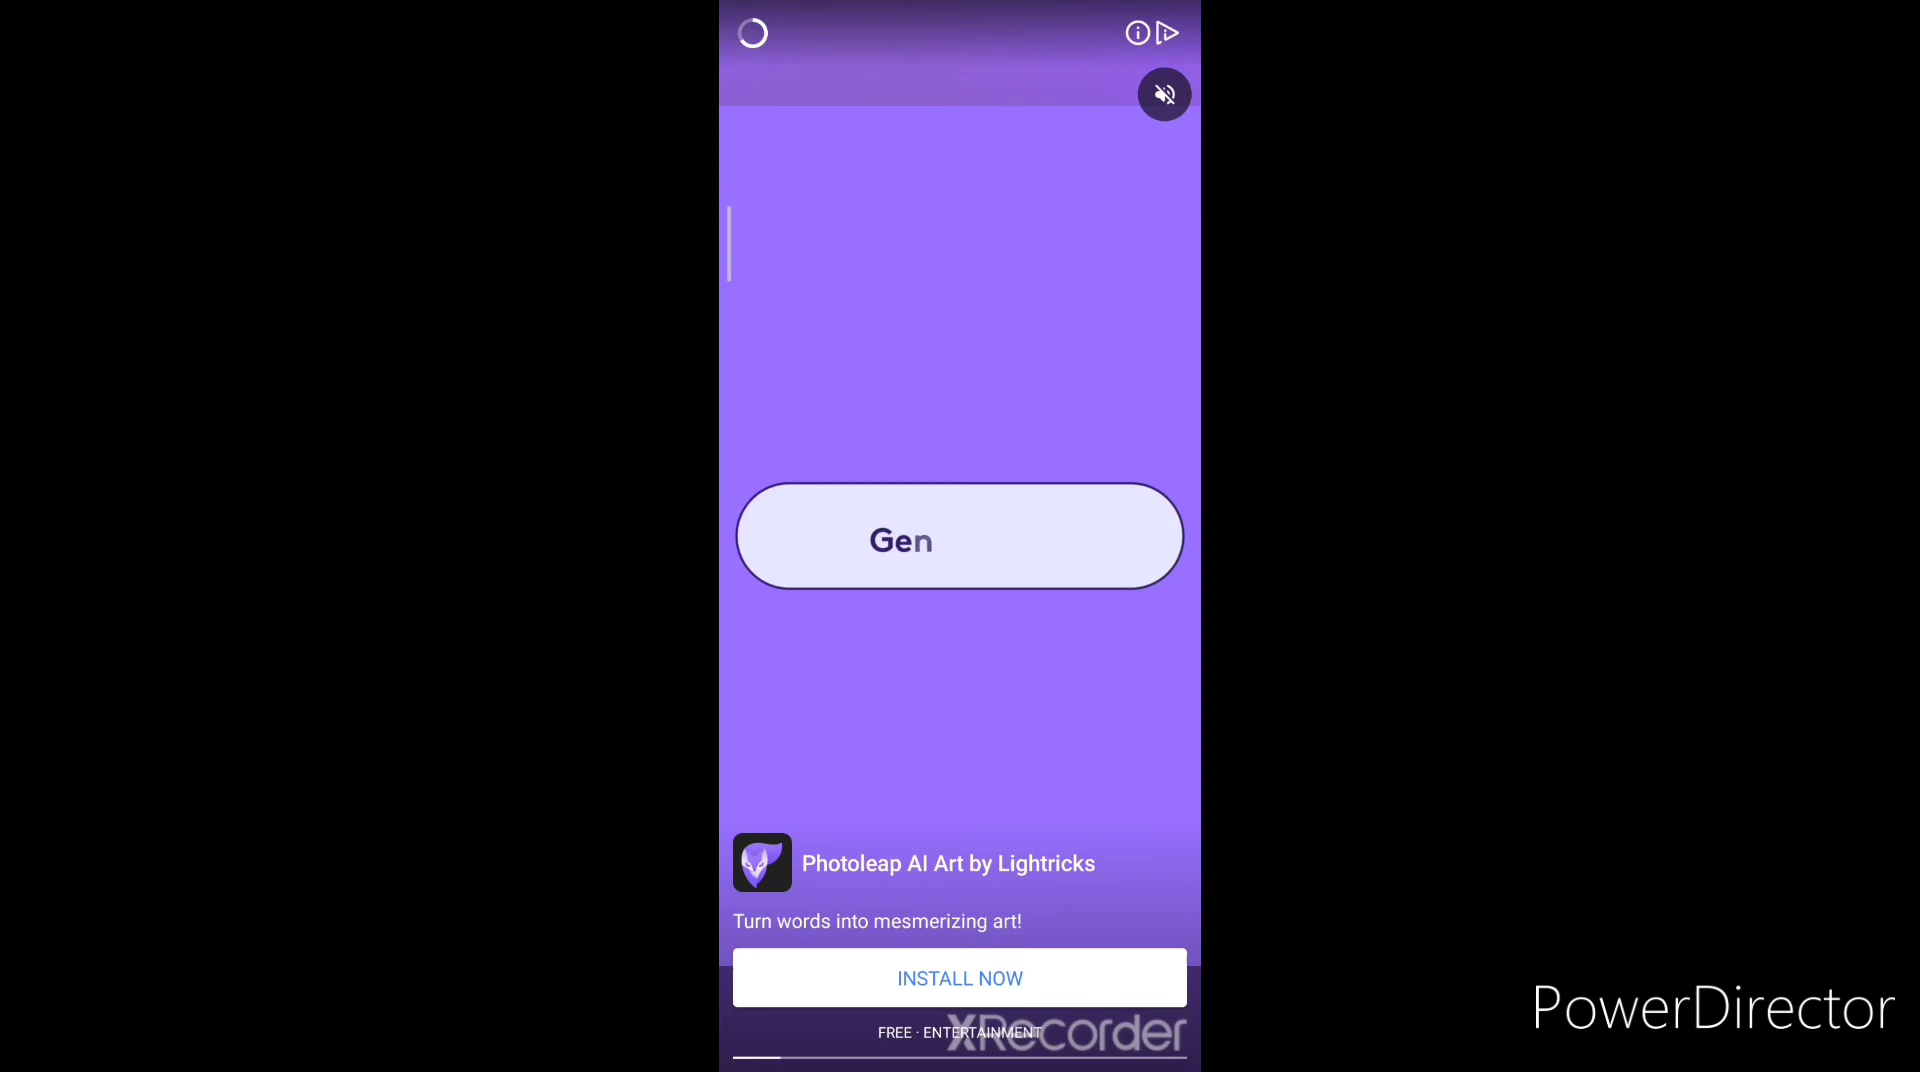 Gen
Photoleap AI Art by Lightricks
Turn words into mesmerizing art!
INSTALL NOW
FREE · ENTERTAINMENT
XRecorder
PowerDirector